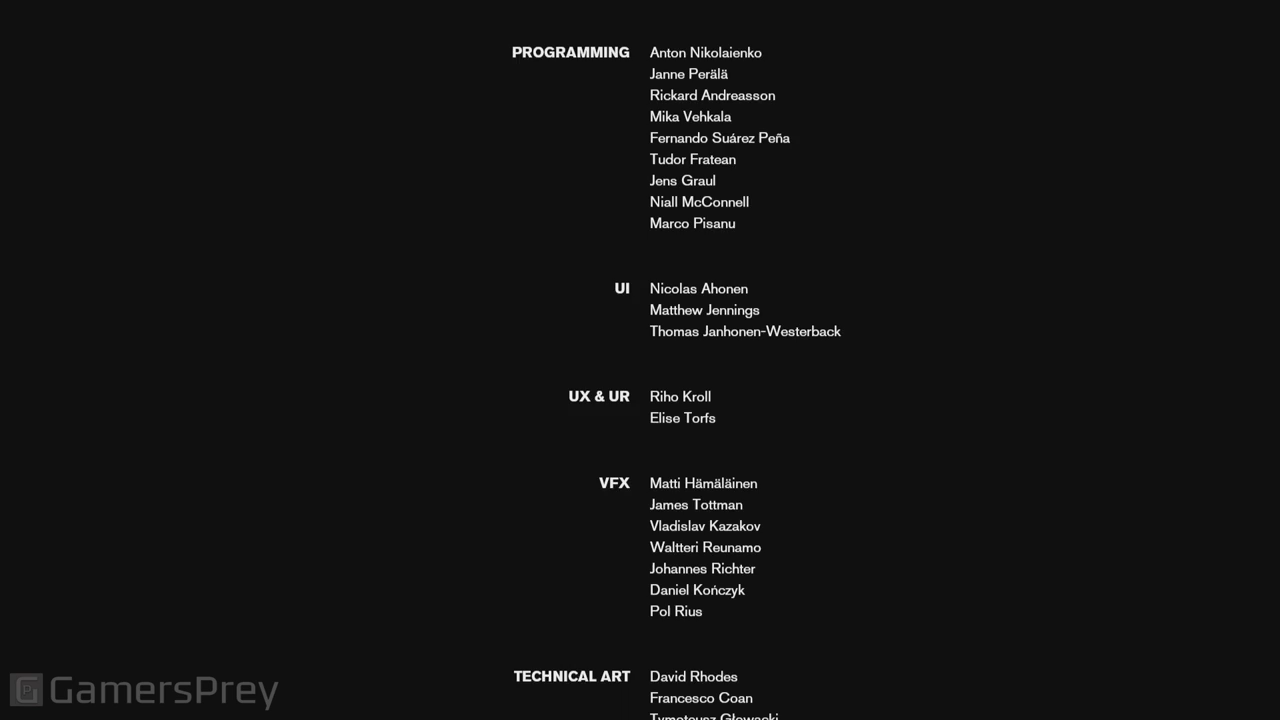 PROGRAMMING Anton Nikolaienko
Janne Perälä
Rickard Andreasson
Mika Vehkala
Fernando Suárez Peña
Tudor Fratean
Jens Graul
Niall McConnell
Marco Pisanu
UI Nicolas Ahonen
Matthew Jennings
Thomas Janhonen-Westerback
UX & UR Riho Kroll
Elise Torfs
VFX Matti Hämäläinen
James Tottman
Vladislav Kazakov
Waltteri Reunamo
Johannes Richter
Daniel Kończyk
Pol Rius
TECHNICAL ART David Rhodes
Francesco Coan
Tymoteusz Głowacki
GamersPrey